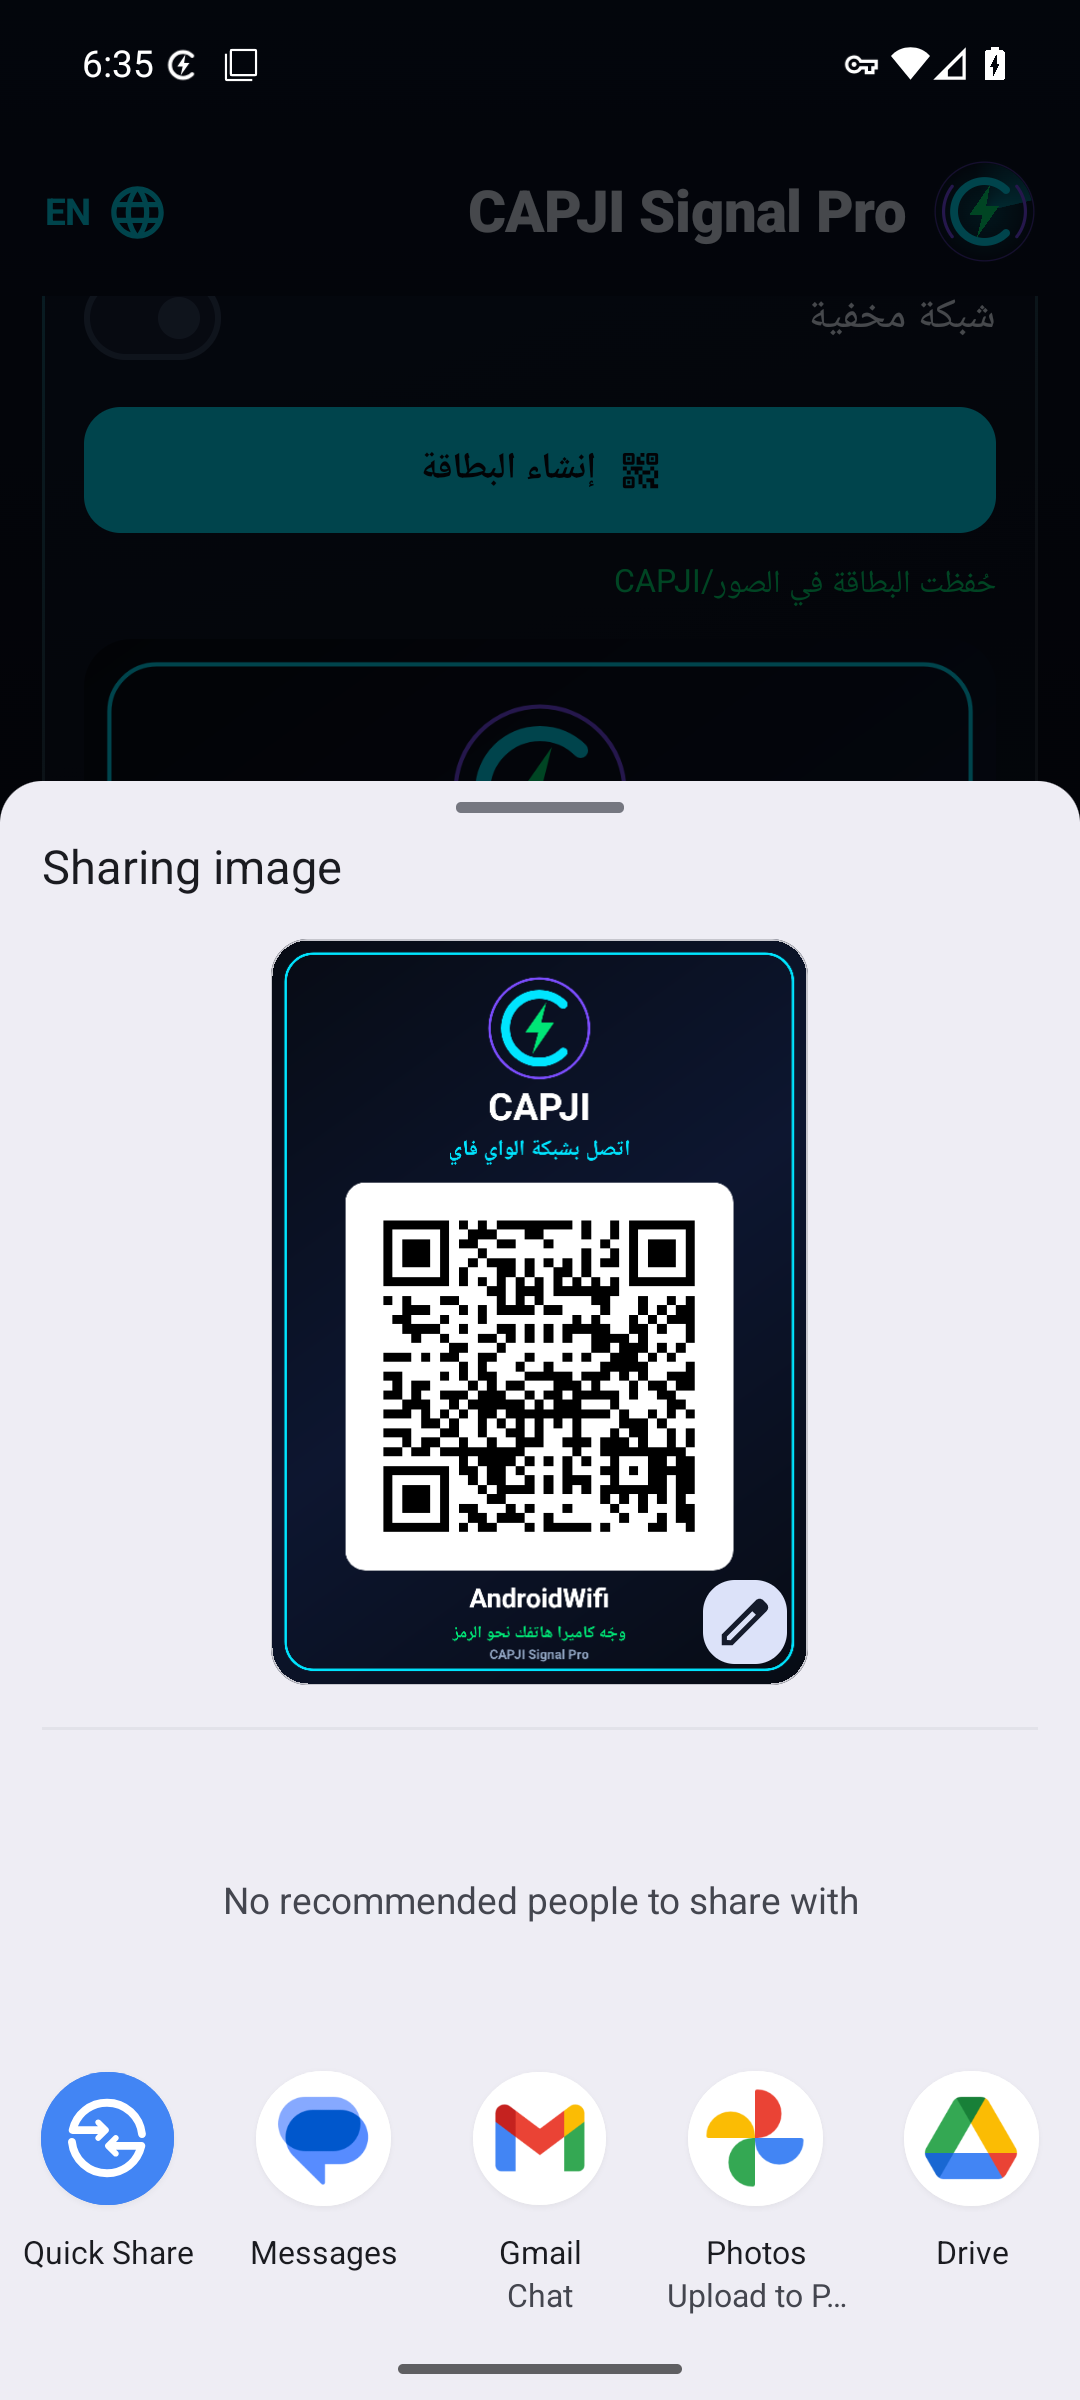 6:35
EN
CAPJI Signal Pro
شبكة مخفية
إنشاء البطاقة
حُفظت البطاقة في الصور/CAPJI
Sharing image
CAPJI
اتصل بشبكة الواي فاي
AndroidWifi
وجّه كاميرا هاتفك نحو الرمز
CAPJI Signal Pro
No recommended people to share with
Quick Share
Messages
Gmail
Chat
Photos
Upload to P...
Drive